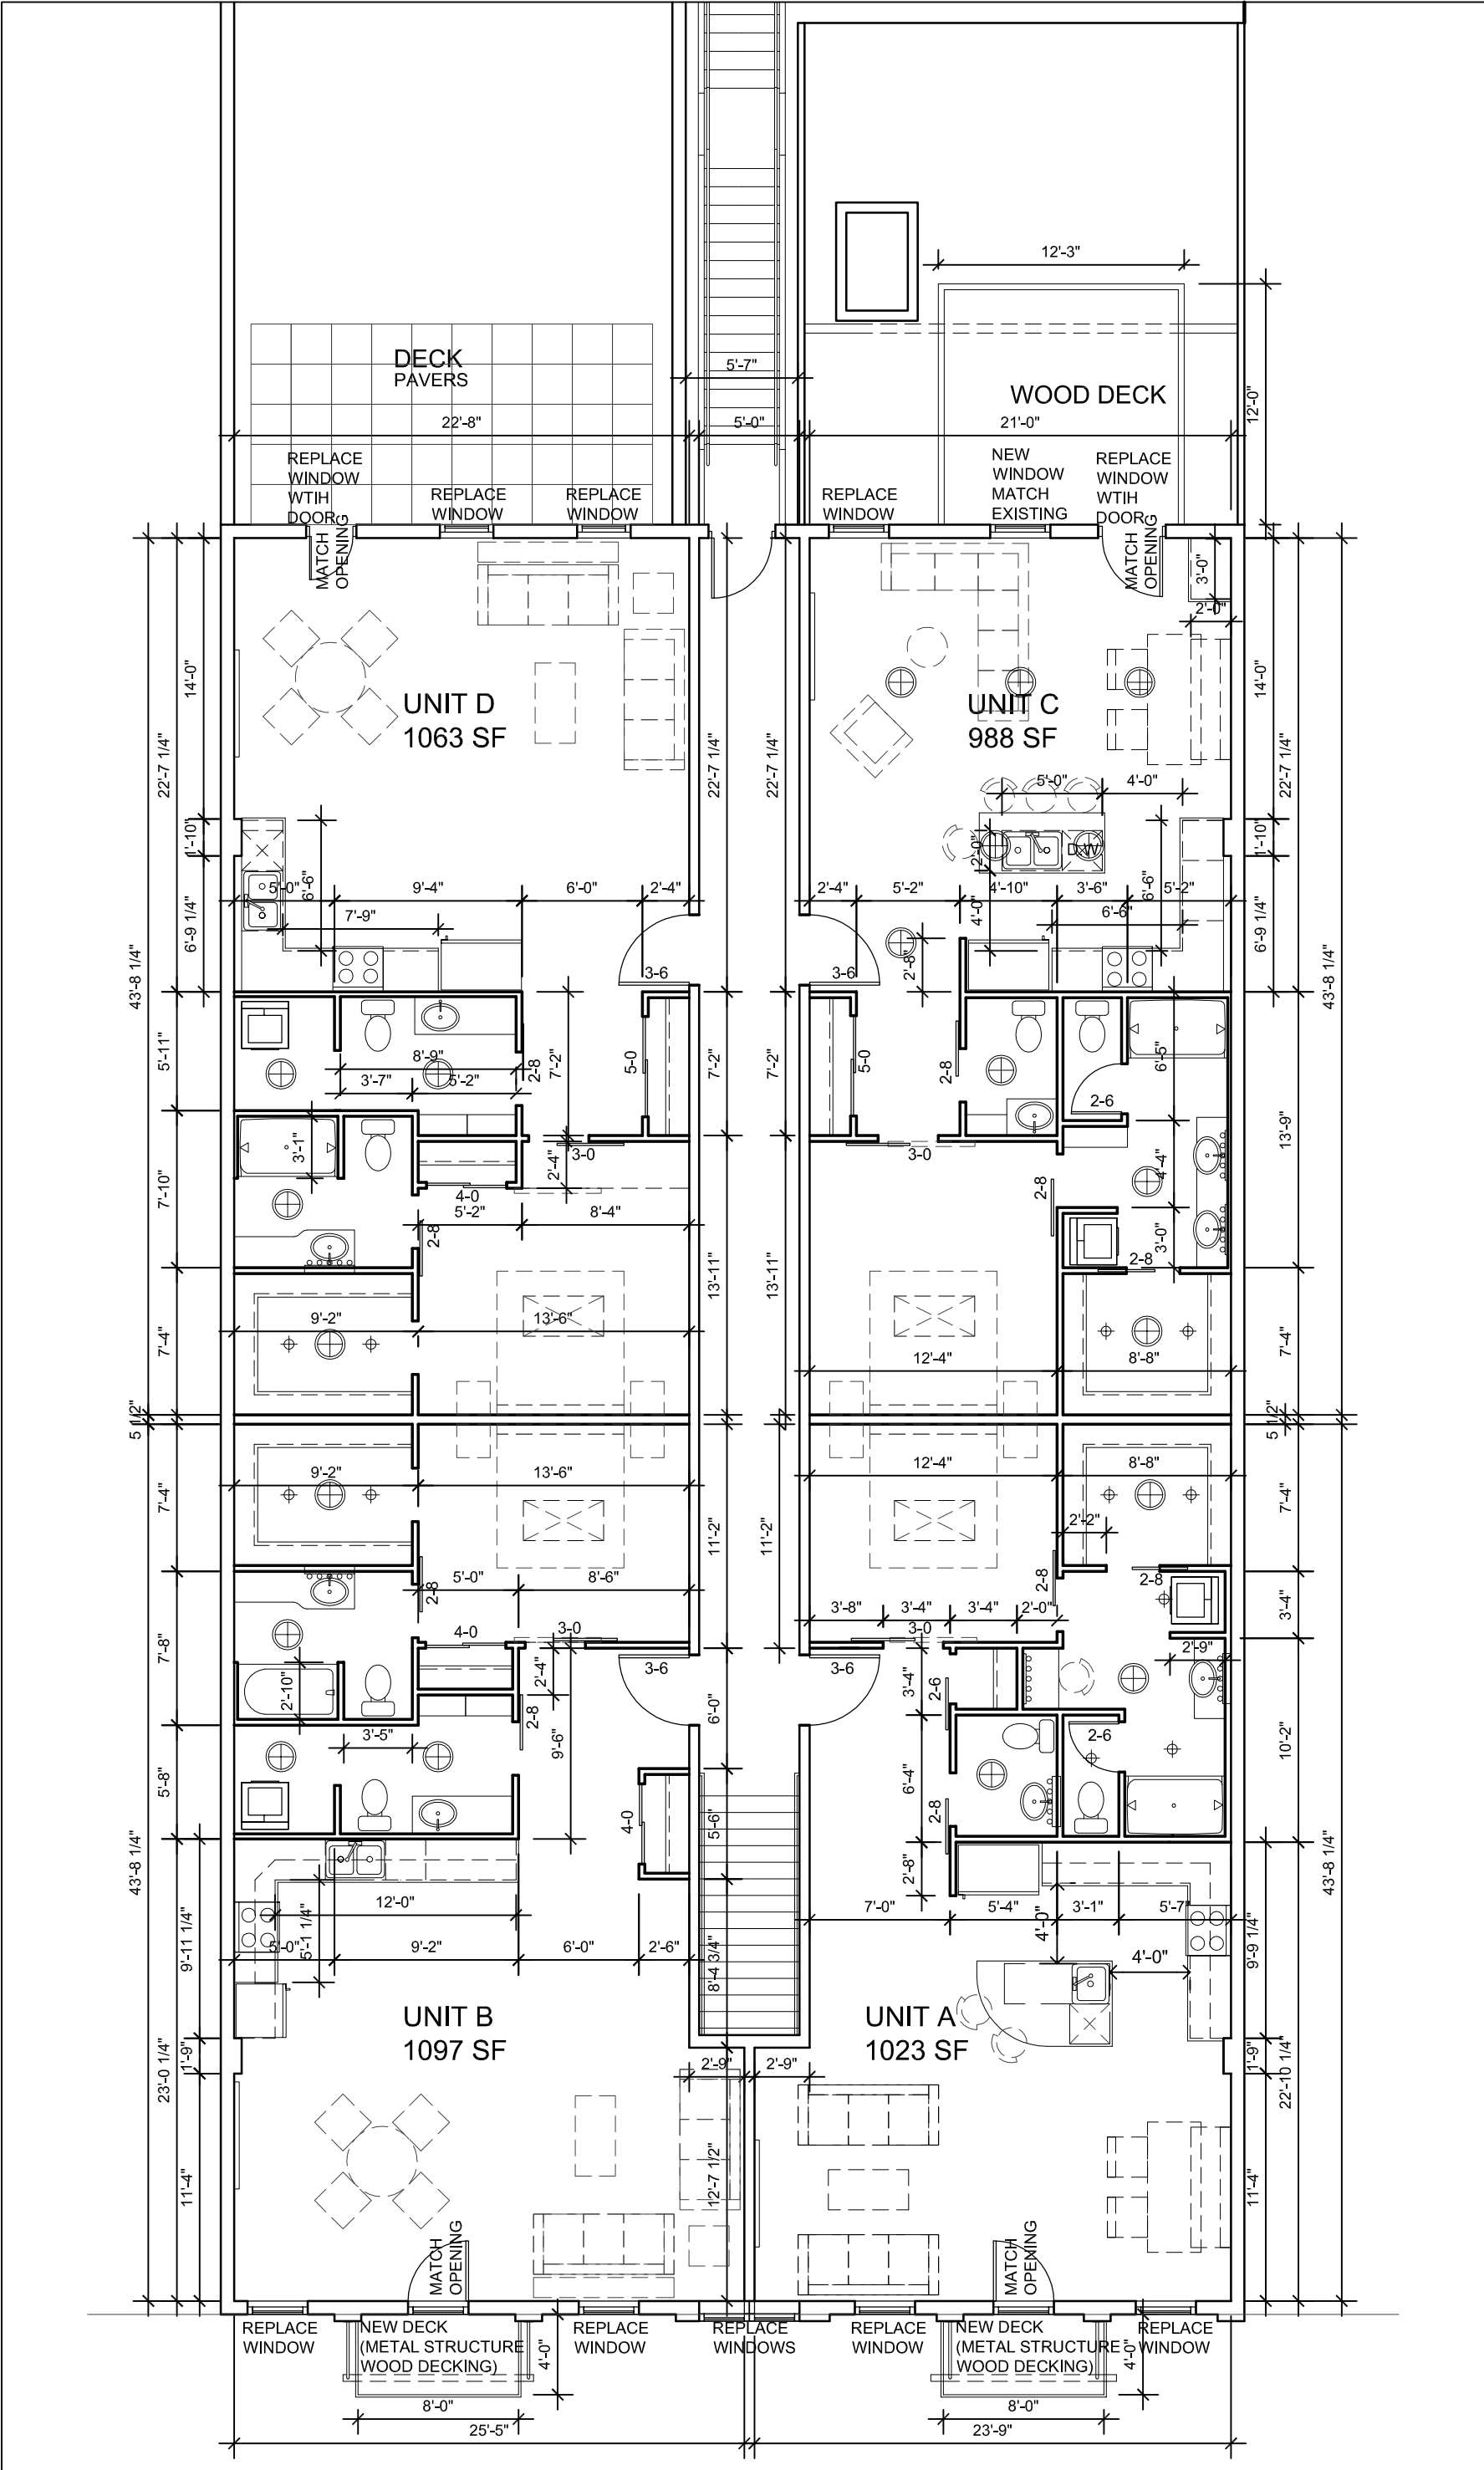 12'-3"
DECK
PAVERS
5'-7"
WOOD DECK
12'-0"
22'-8"
5'-0"
21'-0"
REPLACE
WINDOW
WTIH
DOOR
REPLACE
WINDOW
REPLACE
WINDOW
REPLACE
WINDOW
NEW
WINDOW
MATCH
EXISTING
REPLACE
WINDOW
WTIH
DOOR
MATCH
OPENING
MATCH
OPENING
3'-0"
2'-0"
14'-0"
14'-0"
UNIT D
1063 SF
UNIT C
988 SF
22'-7 1/4"
22'-7 1/4"
22'-7 1/4"
22'-7 1/4"
5'-0"
4'-0"
1'-10"
1'-10"
2'-0"
D.W
5'-0"
6'-6"
9'-4"
6'-0"
2'-4"
2'-4"
5'-2"
4'-10"
3'-6"
6'-6"
5'-2"
7'-9"
6'-6"
4'-0"
6'-9 1/4"
6'-9 1/4"
2'-8"
3-6
3-6
43'-8 1/4"
43'-8 1/4"
5'-11"
8'-9"
3'-7"
5'-2"
2-8
7'-2"
5-0
7'-2"
7'-2"
5-0
2-8
6'-5"
2-6
13'-9"
3'-1"
2'-4"
3-0
3-0
4'-4"
7'-10"
4-0
5'-2"
8'-4"
2-8
2-8
3'-0"
2-8
13'-11"
13'-11"
9'-2"
13'-6"
7'-4"
12'-4"
8'-8"
7'-4"
5 1/2"
5 1/2"
9'-2"
13'-6"
12'-4"
8'-8"
7'-4"
7'-4"
2'-2"
11'-2"
11'-2"
2-8
5'-0"
8'-6"
2-8
2-8
3'-8"
3'-4"
3'-4"
2'-0"
3'-4"
4-0
3-0
3-0
2'-9"
7'-8"
2'-10"
2'-4"
3-6
3-6
3'-4"
2-6
2-8
6'-0"
3'-5"
9'-6"
2-6
10'-2"
5'-8"
6'-4"
4-0
5'-6"
2-8
43'-8 1/4"
43'-8 1/4"
2'-8"
12'-0"
7'-0"
5'-4"
4'-0"
3'-1"
5'-7"
9'-11 1/4"
5'-0"
5'-1 1/4"
9'-2"
6'-0"
2'-6"
8'-4 3/4"
4'-0"
9'-9 1/4"
UNIT B
1097 SF
UNIT A
1023 SF
1'-9"
2'-9"
2'-9"
1'-9"
23'-0 1/4"
22'-10 1/4"
12'-7 1/2"
11'-4"
11'-4"
MATCH
OPENING
MATCH
OPENING
REPLACE
WINDOW
NEW DECK
(METAL STRUCTURE
WOOD DECKING)
4'-0"
REPLACE
WINDOW
REPLACE
WINDOWS
REPLACE
WINDOW
NEW DECK
(METAL STRUCTURE
WOOD DECKING)
4'-0"
REPLACE
WINDOW
8'-0"
8'-0"
25'-5"
23'-9"